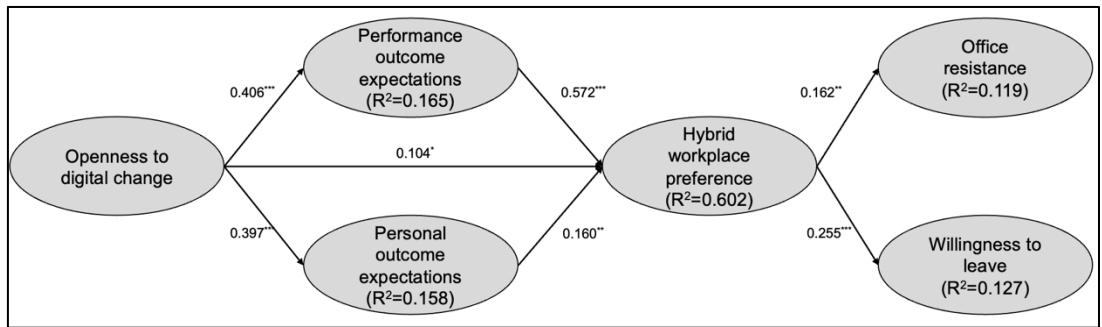 Performance
outcome
expectations
(R²=0.165)
Office
resistance
(R²=0.119)
0.406***
0.572***
0.162**
Openness to
digital change
0.104*
Hybrid
workplace
preference
(R²=0.602)
0.397***
0.160**
0.255***
Personal
outcome
expectations
(R²=0.158)
Willingness to
leave
(R²=0.127)